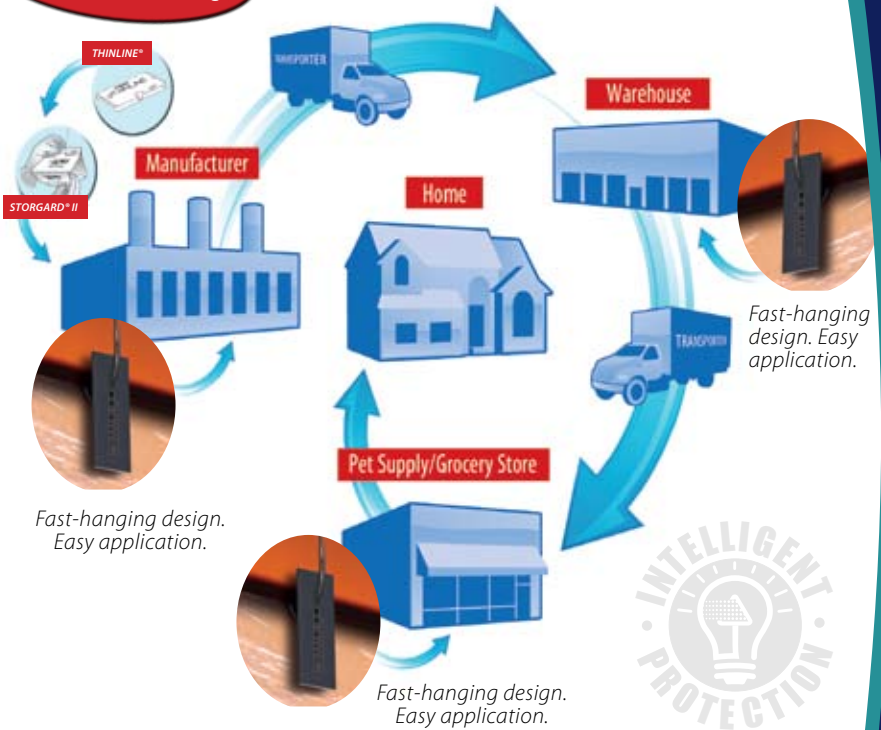 THINLINE®
TRANSPORTER
Warehouse
Manufacturer
Home
STORGARD® II
Fast-hanging
design. Easy
application.
TRANSPORTER
Pet Supply/Grocery Store
Fast-hanging design.
Easy application.
Fast-hanging design.
Easy application.
INTELLIGENT
PROTECTION